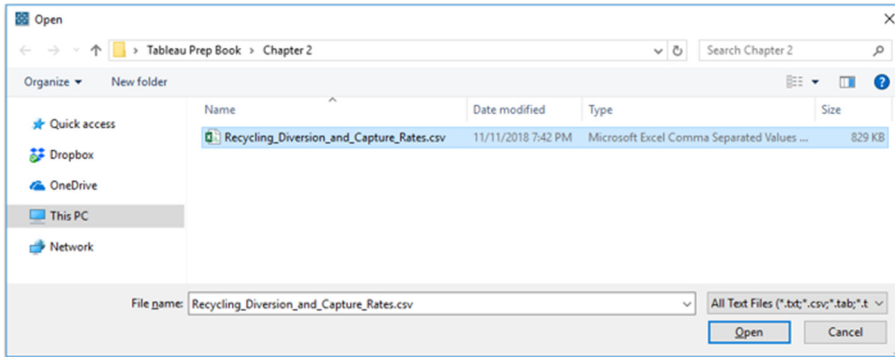 Open
Tableau Prep Book › Chapter 2
Search Chapter 2
Organize
New folder
Name
Date modified
Type
Size
Quick access
Dropbox
OneDrive
This PC
Network
Recycling_Diversion_and_Capture_Rates.csv 11/11/2018 7:42 PM Microsoft Excel Comma Separated Values ... 829 KB
File name: Recycling_Diversion_and_Capture_Rates.csv
All Text Files (*.txt;*.csv;*.tab;*.t
Open
Cancel